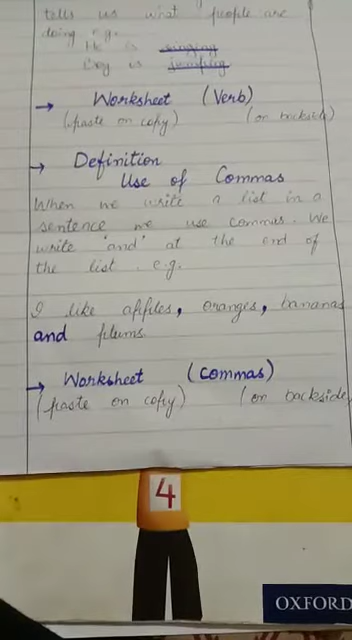 tells us what people are
doing e.g.
He is singing
Boy is jumping
→ Worksheet (Verb)
(paste on copy) (on backside)
→ Definition
Use of Commas
When we write a list in a
sentence we use commas. We
write "and" at the end of
the list. e.g.
I like apples, oranges, bananas
and plums
→ Worksheet (commas)
(paste on copy) (on backside
4
OXFORD